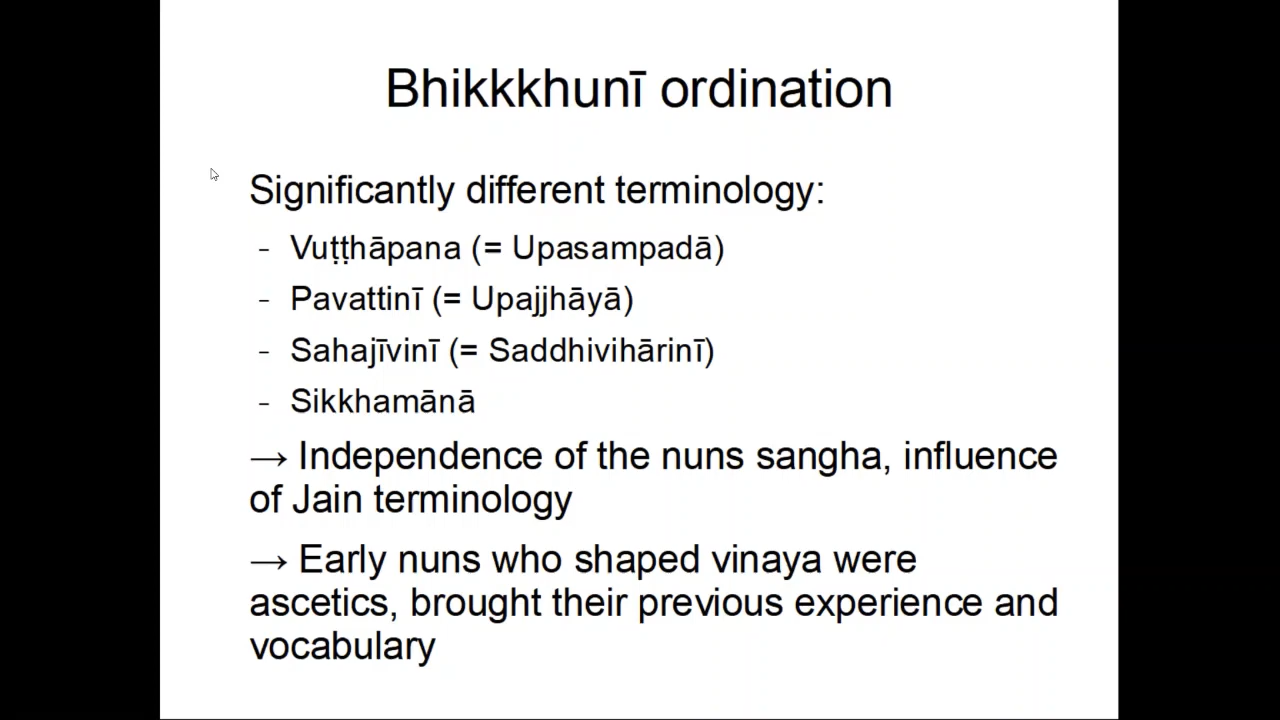 Bhikkkhunī ordination
Significantly different terminology:
- Vuṭṭhāpana (= Upasampadā)
- Pavattinī (= Upajjhāyā)
- Sahajīvinī (= Saddhivihārinī)
- Sikkhamānā
→ Independence of the nuns sangha, influence
of Jain terminology
→ Early nuns who shaped vinaya were
ascetics, brought their previous experience and
vocabulary